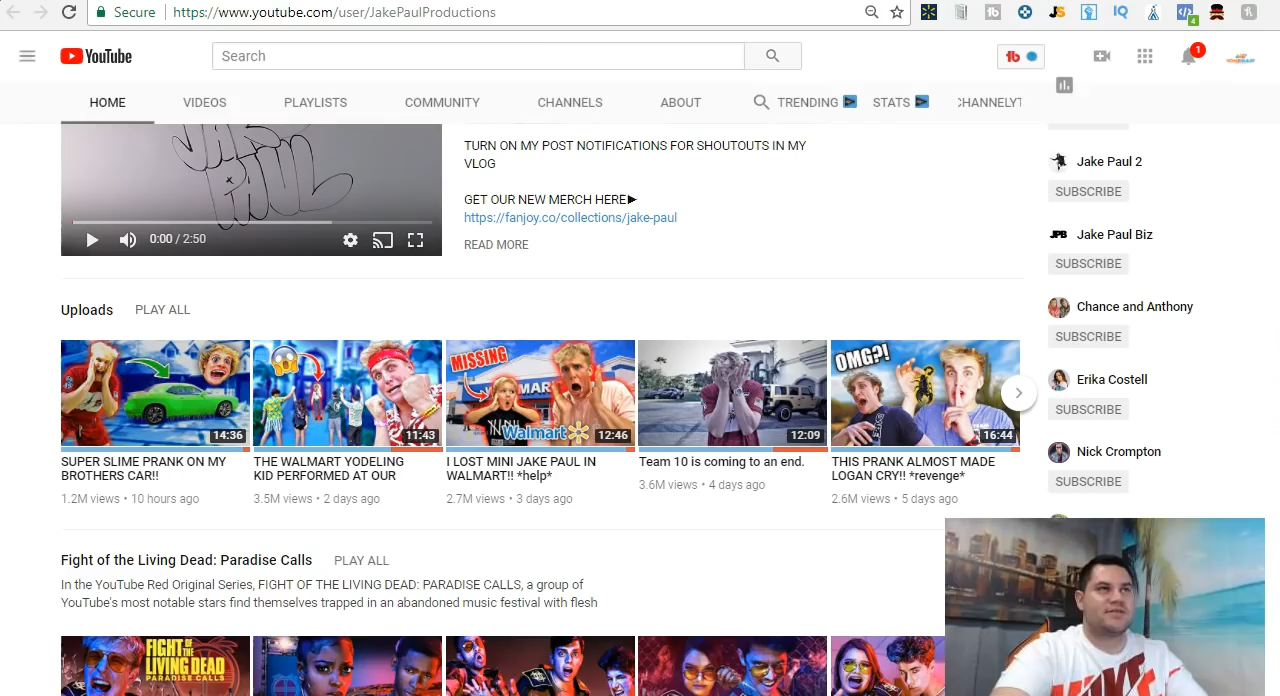 Secure
https://www.youtube.com/user/JakePaulProductions
YouTube
Search
1
HOME
VIDEOS
PLAYLISTS
COMMUNITY
CHANNELS
ABOUT
TRENDING
STATS
CHANNELYT
JAKE PAUL
0:00 / 2:50
TURN ON MY POST NOTIFICATIONS FOR SHOUTOUTS IN MY
VLOG
GET OUR NEW MERCH HERE▶
https://fanjoy.co/collections/jake-paul
READ MORE
Jake Paul 2
SUBSCRIBE
JPB
Jake Paul Biz
SUBSCRIBE
Chance and Anthony
SUBSCRIBE
Erika Costell
SUBSCRIBE
Nick Crompton
SUBSCRIBE
Uploads
PLAY ALL
14:36
SUPER SLIME PRANK ON MY
BROTHERS CAR!!
1.2M views • 10 hours ago
11:43
THE WALMART YODELING
KID PERFORMED AT OUR
3.5M views • 2 days ago
MISSING
Walmart
12:46
I LOST MINI JAKE PAUL IN
WALMART!! *help*
2.7M views • 3 days ago
12:09
Team 10 is coming to an end.
3.6M views • 4 days ago
OMG?!
16:44
THIS PRANK ALMOST MADE
LOGAN CRY!! *revenge*
2.6M views • 5 days ago
Fight of the Living Dead: Paradise Calls
PLAY ALL
In the YouTube Red Original Series, FIGHT OF THE LIVING DEAD: PARADISE CALLS, a group of
YouTube's most notable stars find themselves trapped in an abandoned music festival with flesh
FIGHT
OF THE
LIVING DEAD
PARADISE CALLS